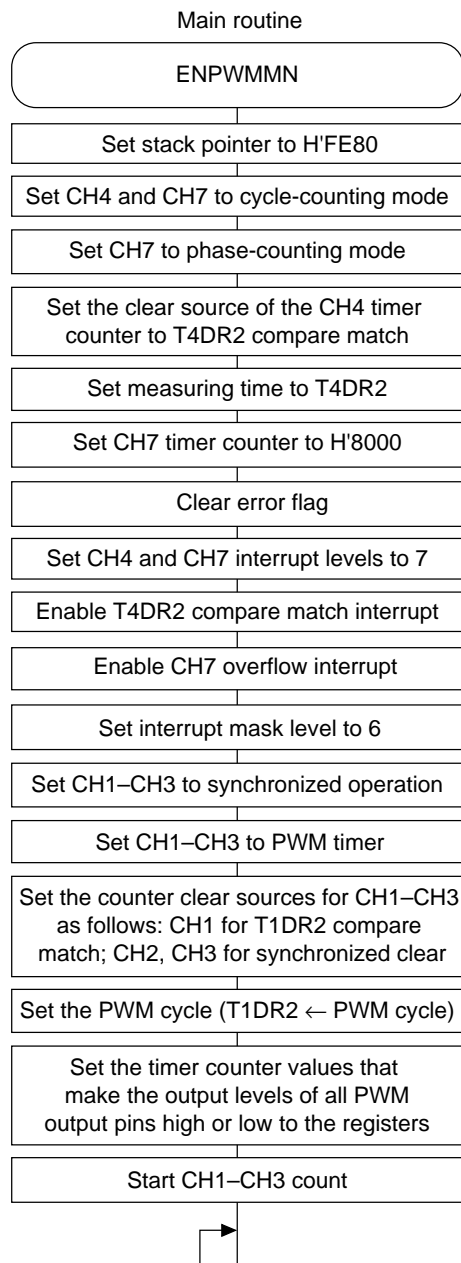 Main routine
ENPWMMN
Set stack pointer to H'FE80
Set CH4 and CH7 to cycle-counting mode
Set CH7 to phase-counting mode
Set the clear source of the CH4 timer
counter to T4DR2 compare match
Set measuring time to T4DR2
Set CH7 timer counter to H'8000
Clear error flag
Set CH4 and CH7 interrupt levels to 7
Enable T4DR2 compare match interrupt
Enable CH7 overflow interrupt
Set interrupt mask level to 6
Set CH1–CH3 to synchronized operation
Set CH1–CH3 to PWM timer
Set the counter clear sources for CH1–CH3
as follows: CH1 for T1DR2 compare
match; CH2, CH3 for synchronized clear
Set the PWM cycle (T1DR2 ← PWM cycle)
Set the timer counter values that
make the output levels of all PWM
output pins high or low to the registers
Start CH1–CH3 count